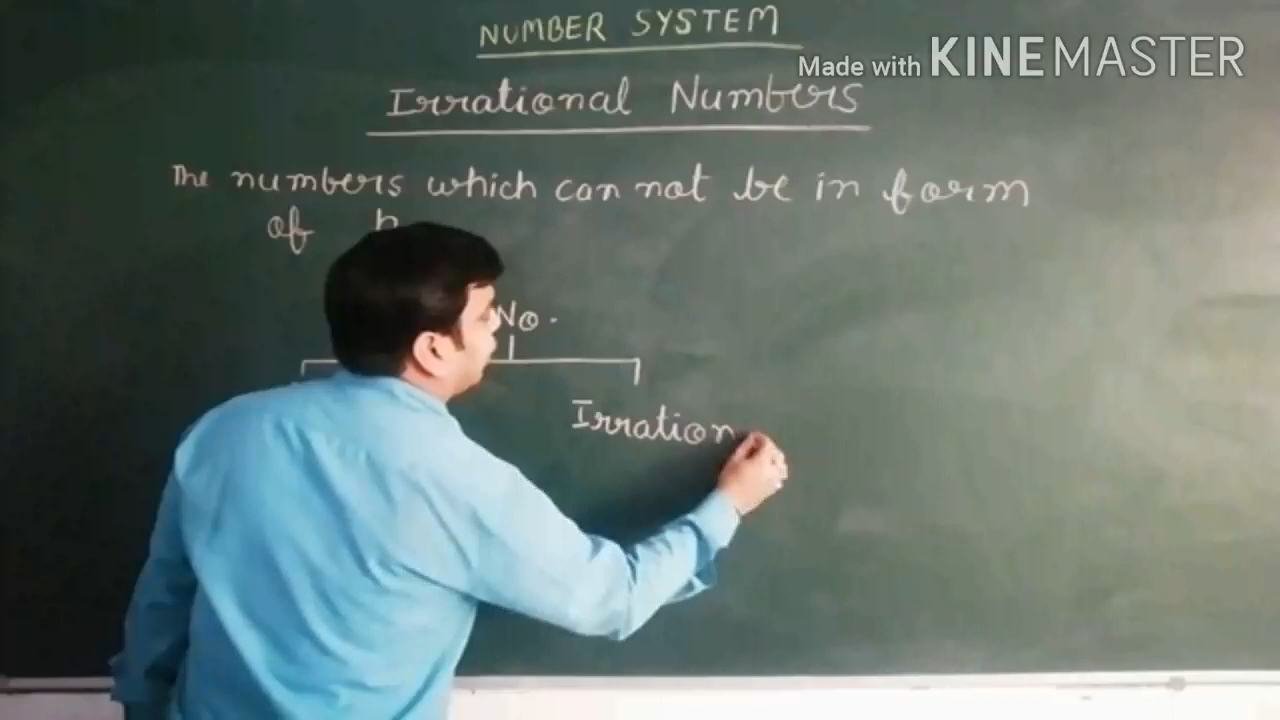 NUMBER SYSTEM
Made with KINEMASTER
Irrational Numbers
The numbers which can not be in form
of
No.
Irration